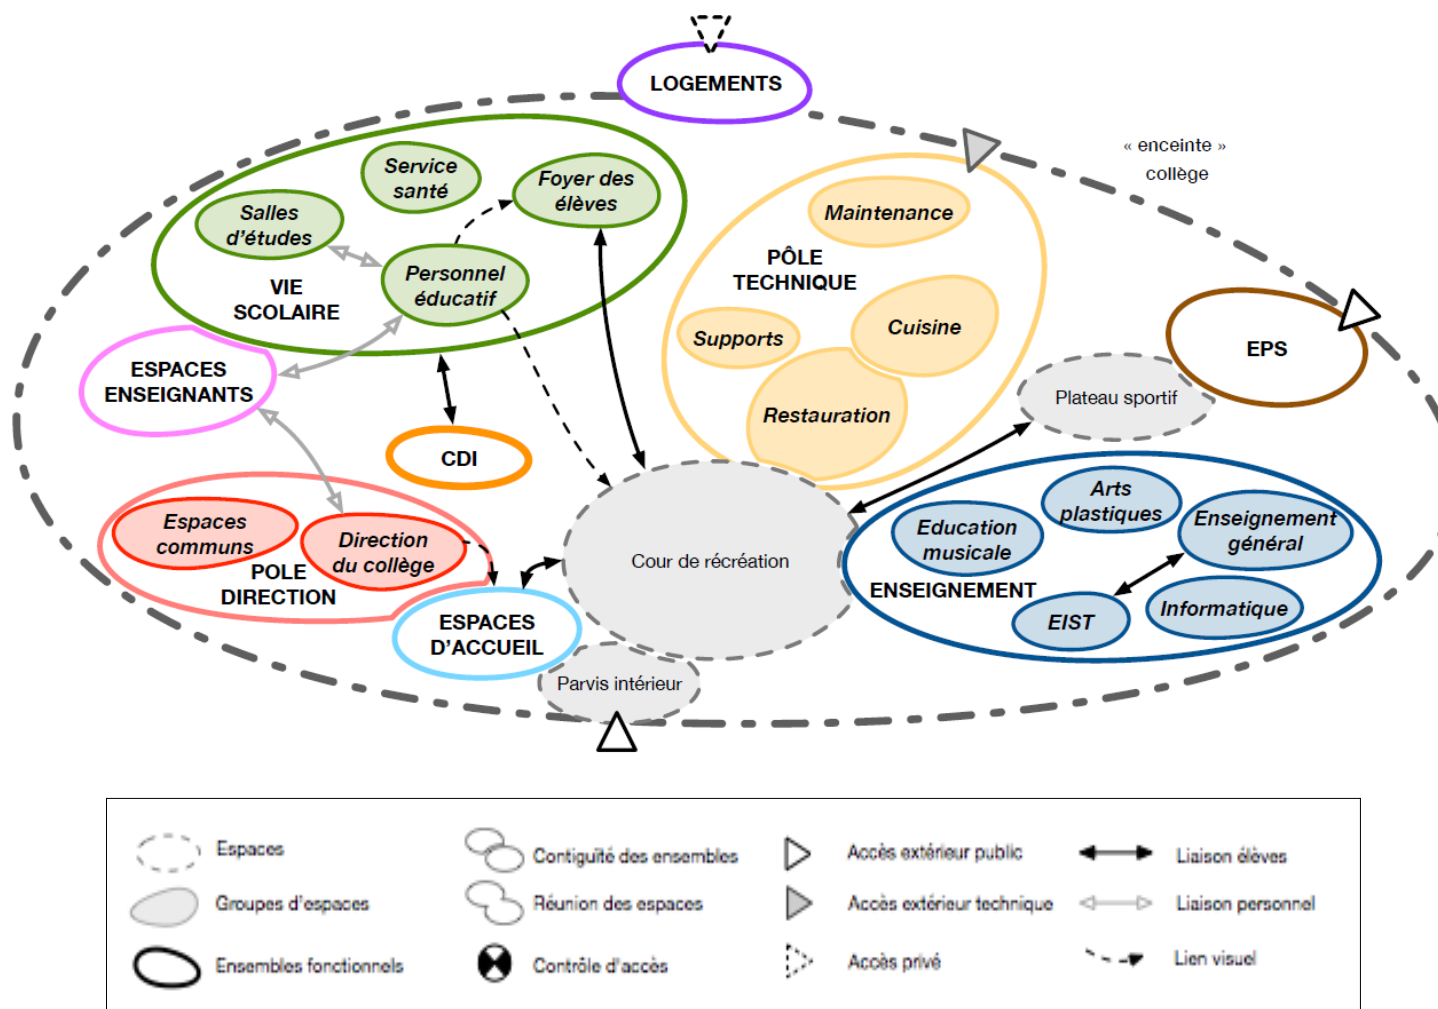 LOGEMENTS
« enceinte »
collège
Service
santé
Foyer des
élèves
Salles
d’études
Personnel
éducatif
VIE
SCOLAIRE
Maintenance
PÔLE
TECHNIQUE
Supports
Cuisine
Restauration
EPS
Plateau sportif
ESPACES
ENSEIGNANTS
CDI
Espaces
communs
Direction
du collège
POLE
DIRECTION
ESPACES
D’ACCUEIL
Cour de récréation
Parvis intérieur
Arts
plastiques
Education
musicale
Enseignement
général
ENSEIGNEMENT
EIST
Informatique
Espaces
Groupes d’espaces
Ensembles fonctionnels
Contiguïté des ensembles
Réunion des espaces
Contrôle d’accès
Accès extérieur public
Accès extérieur technique
Accès privé
Liaison élèves
Liaison personnel
Lien visuel